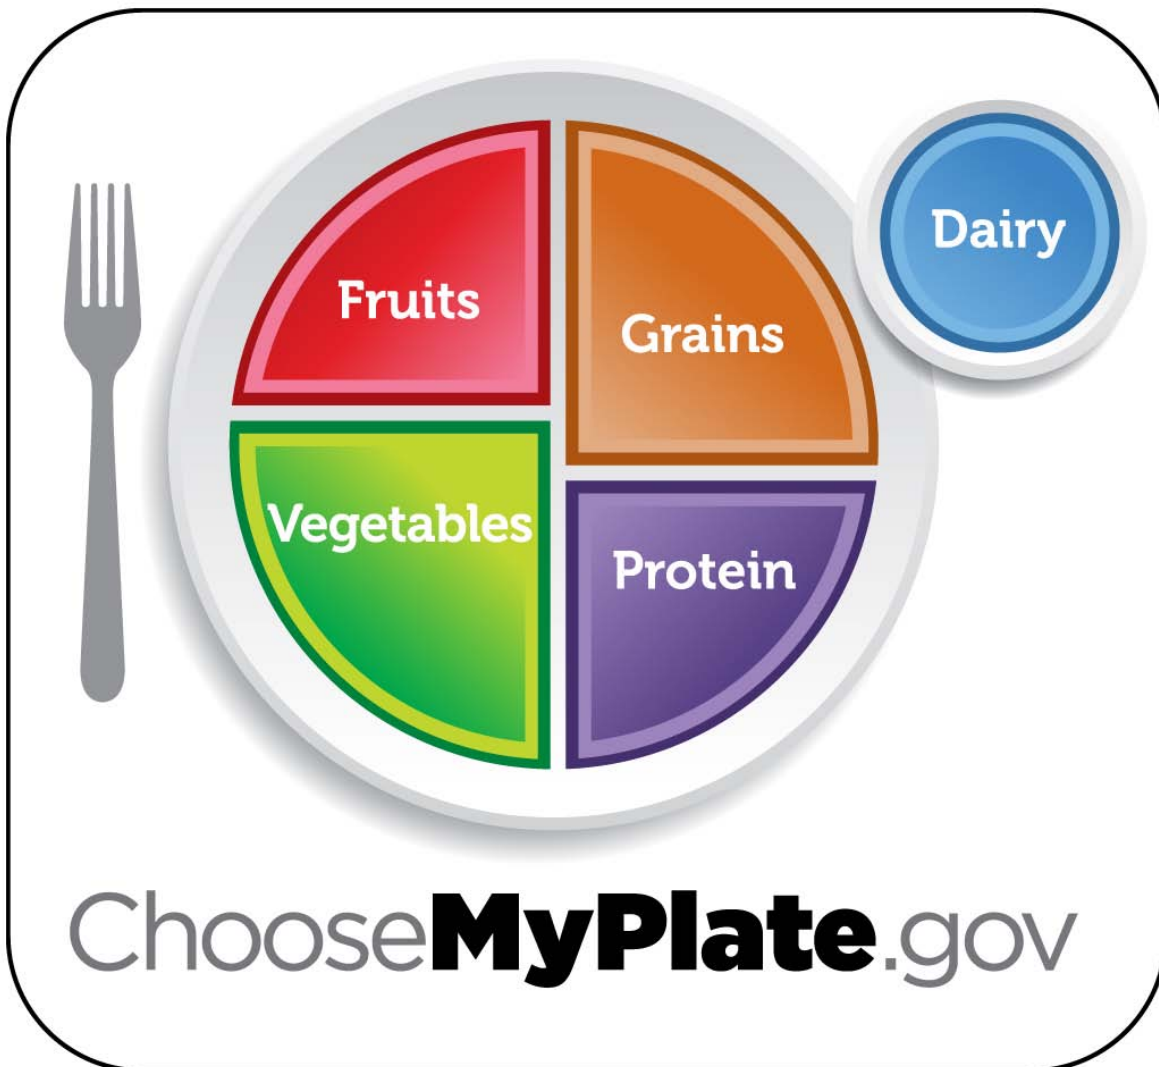 Fruits
Grains
Dairy
Vegetables
Protein
ChooseMyPlate.gov